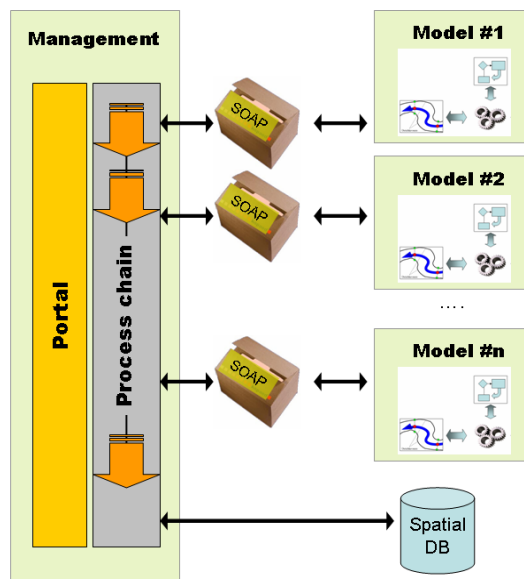 Management
Portal
Process chain
SOAP
Model #1
SOAP
Model #2
....
SOAP
Model #n
Spatial
DB